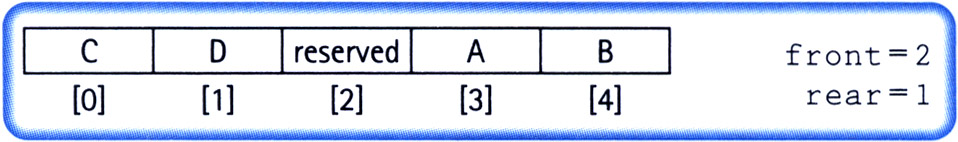 C D reserved A B
[0] [1] [2] [3] [4]
front=2
rear=1